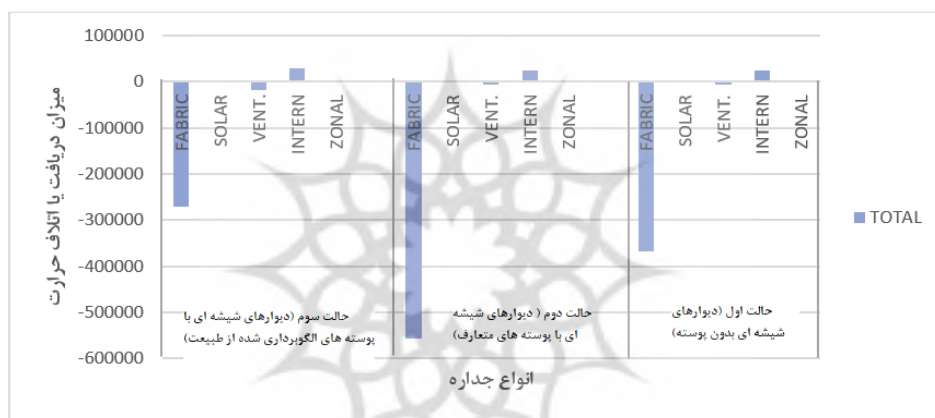 100000
0
-100000
-200000
-300000
-400000
-500000
-600000
میزان دریافت یا اتلاف حرارت
FABRIC
SOLAR
VENT.
INTERN
ZONAL
FABRIC
SOLAR
VENT.
INTERN
ZONAL
FABRIC
SOLAR
VENT.
INTERN
ZONAL
TOTAL
حالت اول (دیوارهای
شیشه ای بدون پوسته)
حالت دوم ( دیوارهای شیشه
ای با پوسته های متعارف)
حالت سوم (دیوارهای شیشه ای با
پوسته های الگوبرداری شده از طبیعت)
انواع جداره